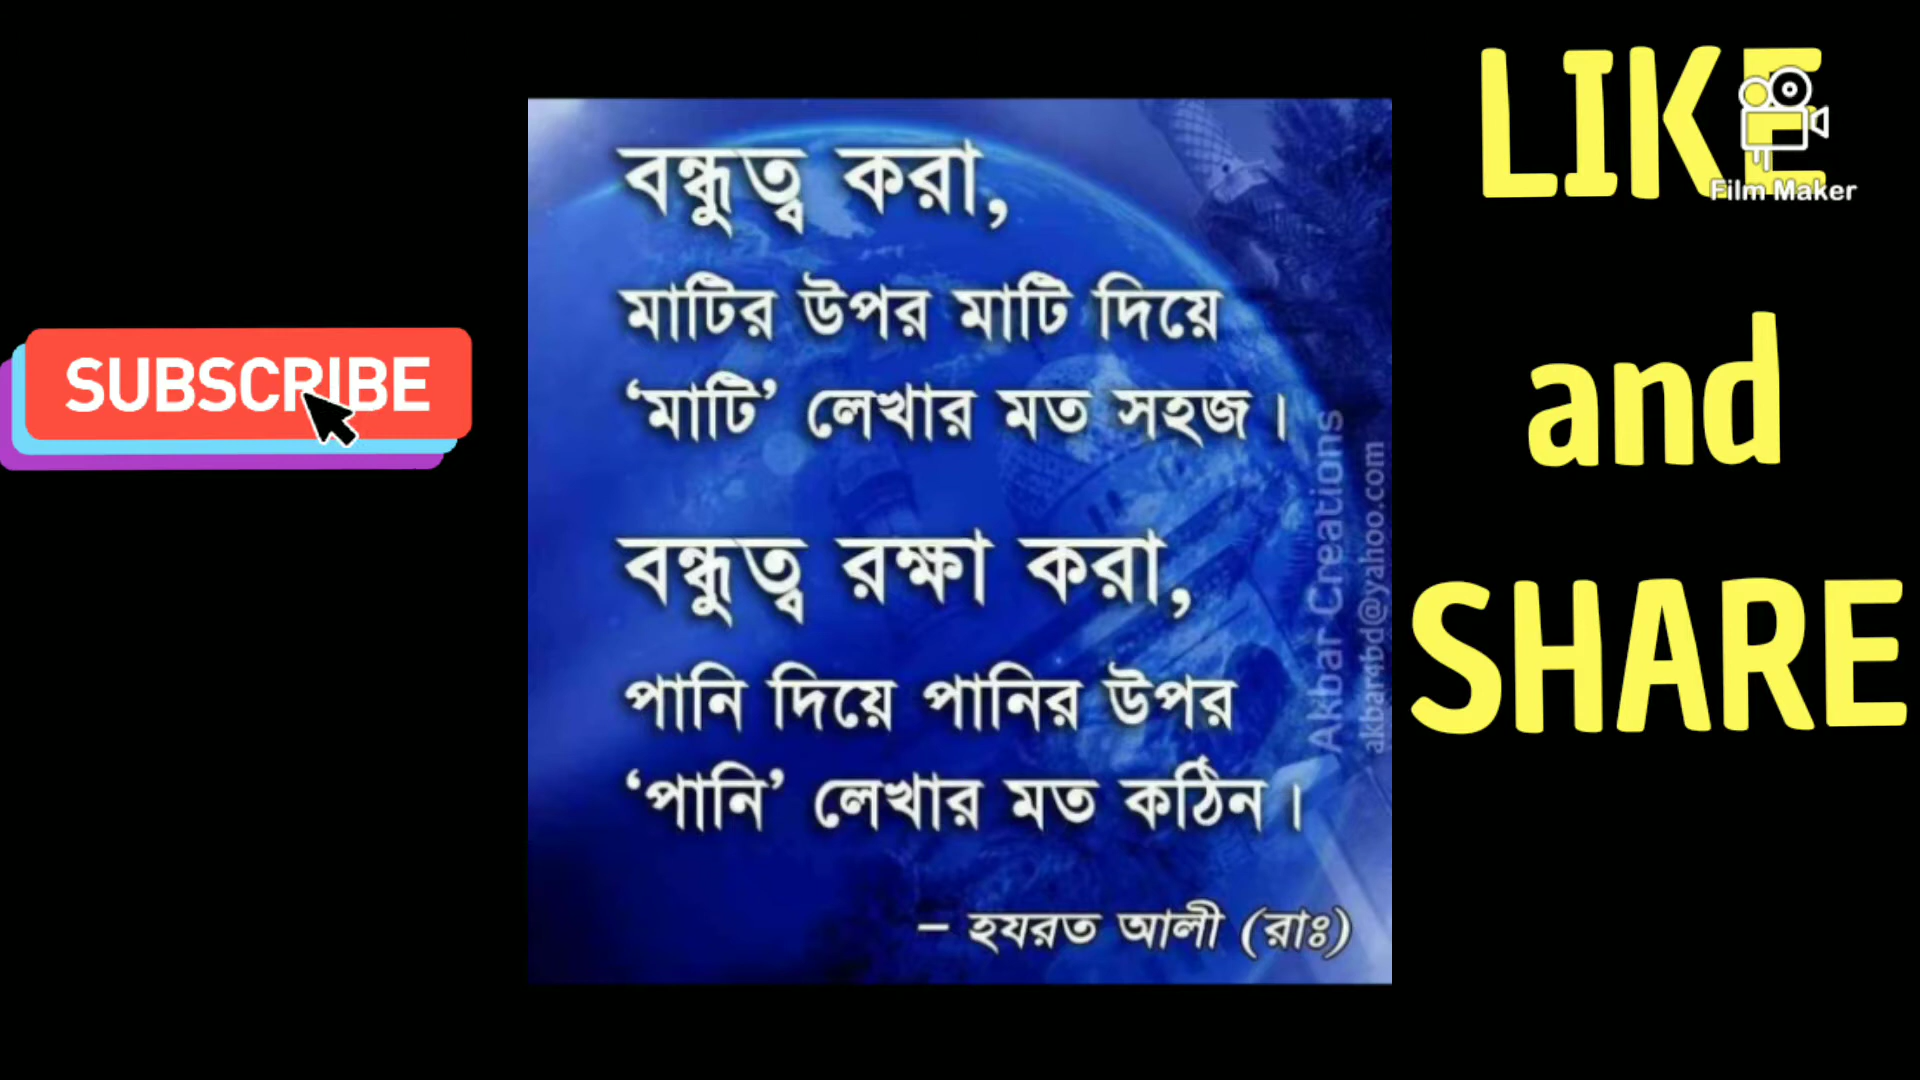 SUBSCRIBE
বন্ধুত্ব করা,
মাটির উপর মাটি দিয়ে
‘মাটি’ লেখার মত সহজ।
বন্ধুত্ব রক্ষা করা,
পানি দিয়ে পানির উপর
‘পানি’ লেখার মত কঠিন।
– হযরত আলী (রাঃ)
Akbar Creations
akbar4bd@yahoo.com
LIKE
Film Maker
and
SHARE